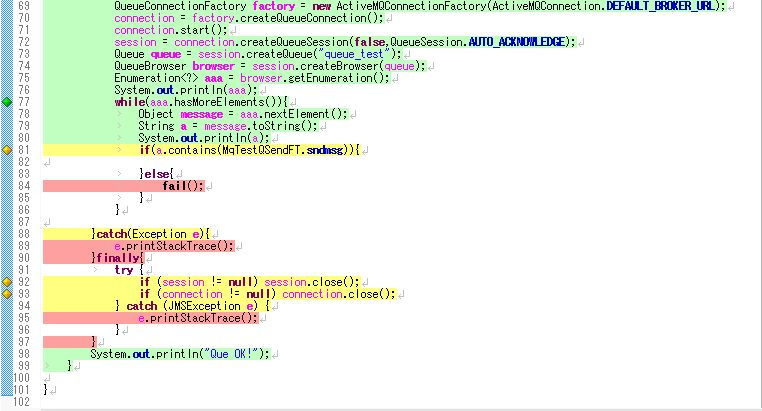 69 QueueConnectionFactory factory = new ActiveMQConnectionFactory(ActiveMQConnection.DEFAULT_BROKER_URL);
70 connection = factory.createQueueConnection();
71 connection.start();
72 session = connection.createQueueSession(false,QueueSession.AUTO_ACKNOWLEDGE);
73 Queue queue = session.createQueue("queue_test");
74 QueueBrowser browser = session.createBrowser(queue);
75 Enumeration<?> aaa = browser.getEnumeration();
76 System.out.println(aaa);
77 while(aaa.hasMoreElements()){
78 Object message = aaa.nextElement();
79 String a = message.toString();
80 System.out.println(a);
81 if(a.contains(MqTestQSendFT.sndmsg)){
82
83 }else{
84 fail();
85 }
86 }
87
88 }catch(Exception e){
89 e.printStackTrace();
90 }finally{
91 try {
92 if (session != null) session.close();
93 if (connection != null) connection.close();
94 } catch (JMSException e) {
95 e.printStackTrace();
96 }
97 }
98 System.out.println("Que OK!");
99 }
100
101 }
102